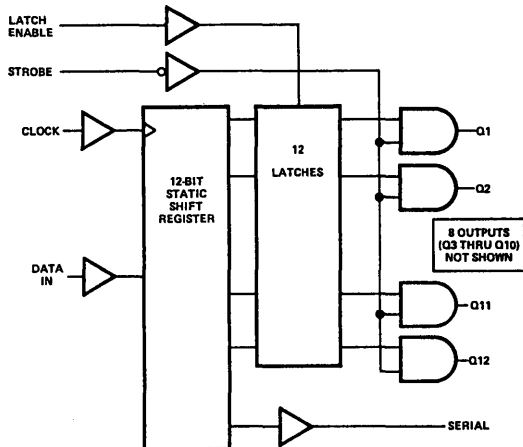 LATCH
ENABLE
STROBE
CLOCK
12-BIT
STATIC
SHIFT
REGISTER
DATA
IN
12
LATCHES
Q1
Q2
8 OUTPUTS
(Q3 THRU Q10)
NOT SHOWN
Q11
Q12
SERIAL